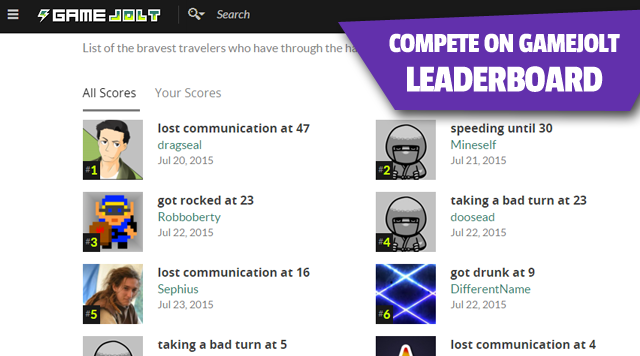 GAME JOLT
Search
COMPETE ON GAMEJOLT
LEADERBOARD
List of the bravest travelers who have through the
All Scores
Your Scores
#1
lost communication at 47
dragseal
Jul 20, 2015
#2
speeding until 30
Mineself
Jul 21, 2015
#3
got rocked at 23
Robboberty
Jul 22, 2015
#4
taking a bad turn at 23
doosead
Jul 22, 2015
#5
lost communication at 16
Sephius
Jul 23, 2015
#6
got drunk at 9
DifferentName
Jul 22, 2015
taking a bad turn at 5
lost communication at 4